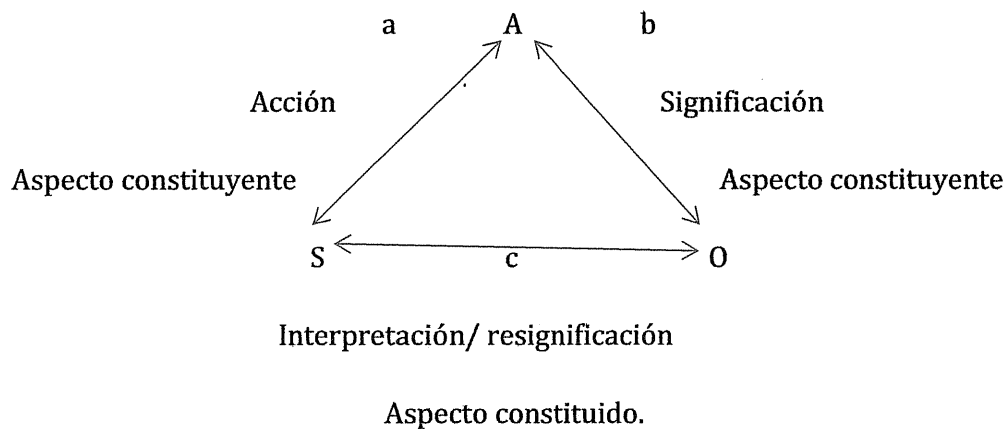 a A b
Acción Significación
Aspecto constituyente Aspecto constituyente
S c O
Interpretación/ resignificación
Aspecto constituido.